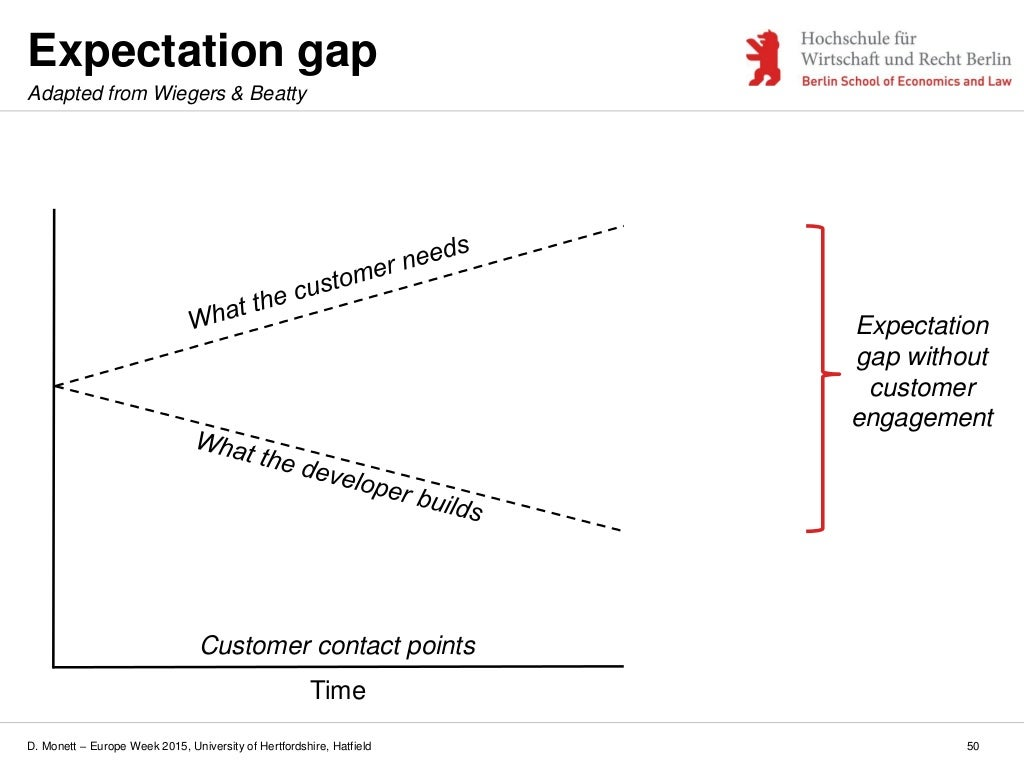 Expectation gap
Adapted from Wiegers & Beatty
Hochschule für
Wirtschaft und Recht Berlin
Berlin School of Economics and Law
What the customer needs
What the developer builds
Expectation
gap without
customer
engagement
Customer contact points
Time
D. Monett – Europe Week 2015, University of Hertfordshire, Hatfield
50